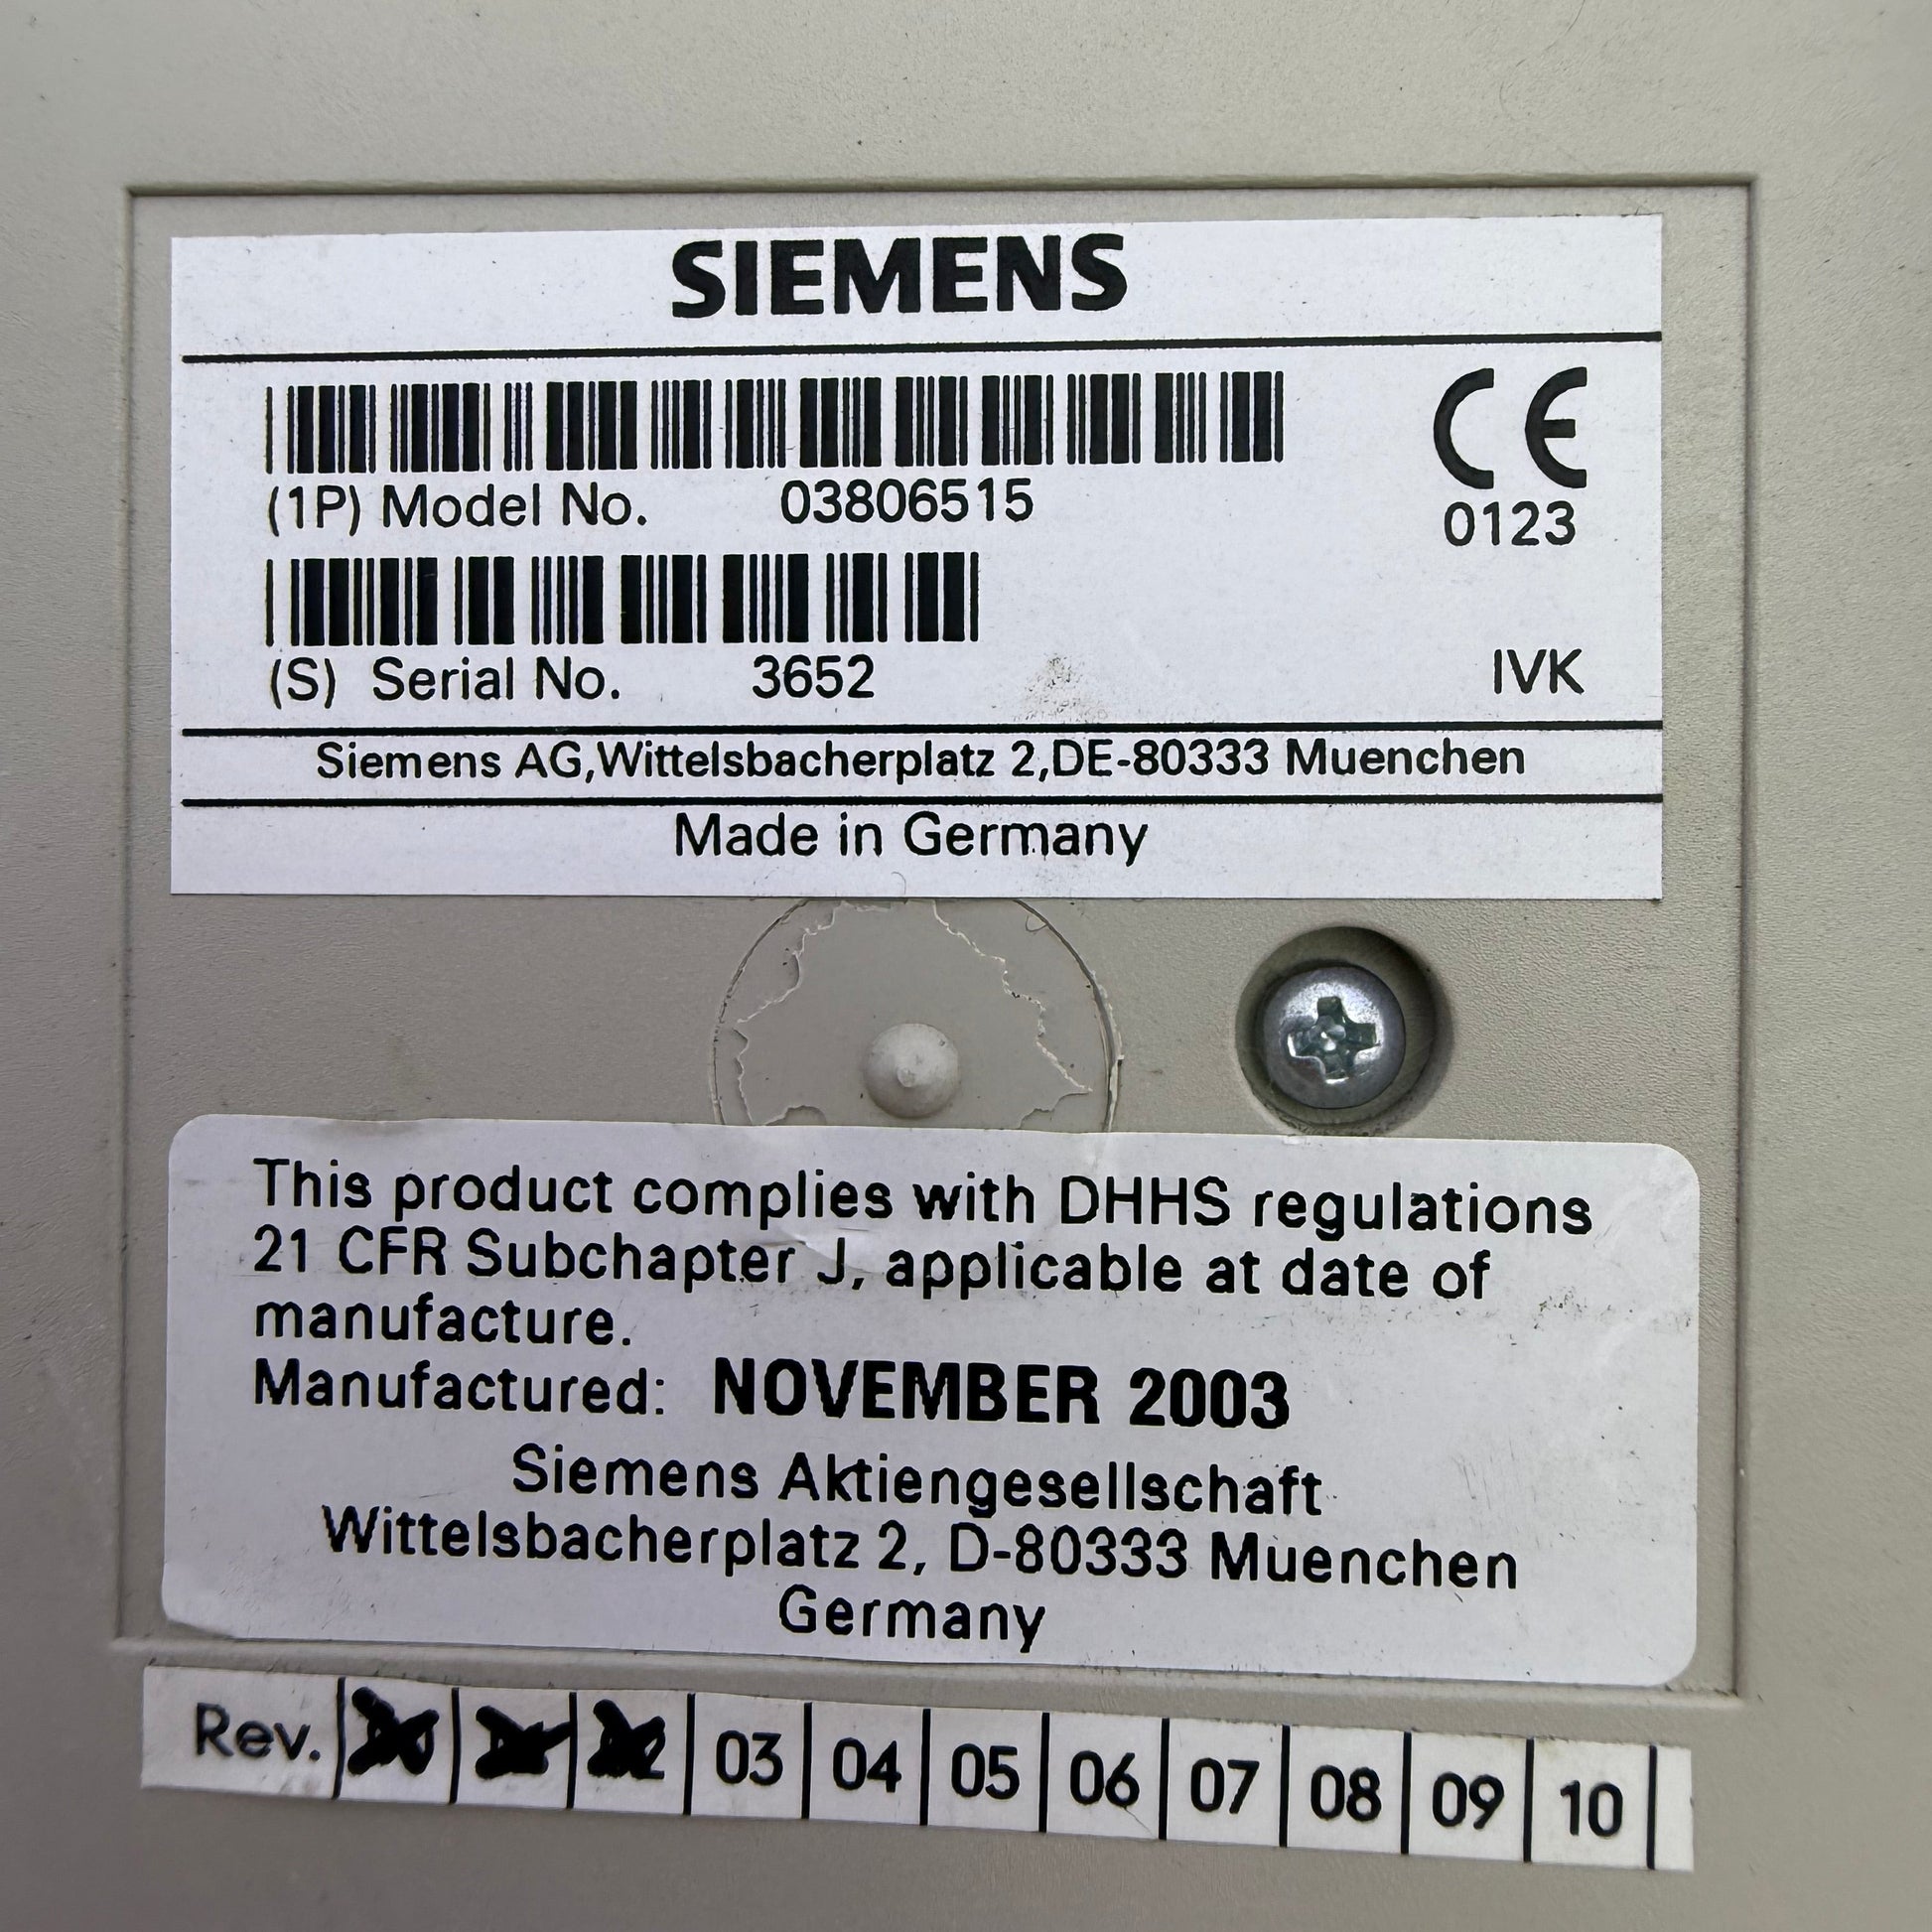 SIEMENS
(1P) Model No. 03806515
CE
0123
(S) Serial No. 3652
IVK
Siemens AG,Wittelsbacherplatz 2,DE-80333 Muenchen
Made in Germany
This product complies with DHHS regulations
21 CFR Subchapter J, applicable at date of
manufacture.
Manufactured: NOVEMBER 2003
Siemens Aktiengesellschaft
Wittelsbacherplatz 2, D-80333 Muenchen
Germany
Rev. 03 04 05 06 07 08 09 10